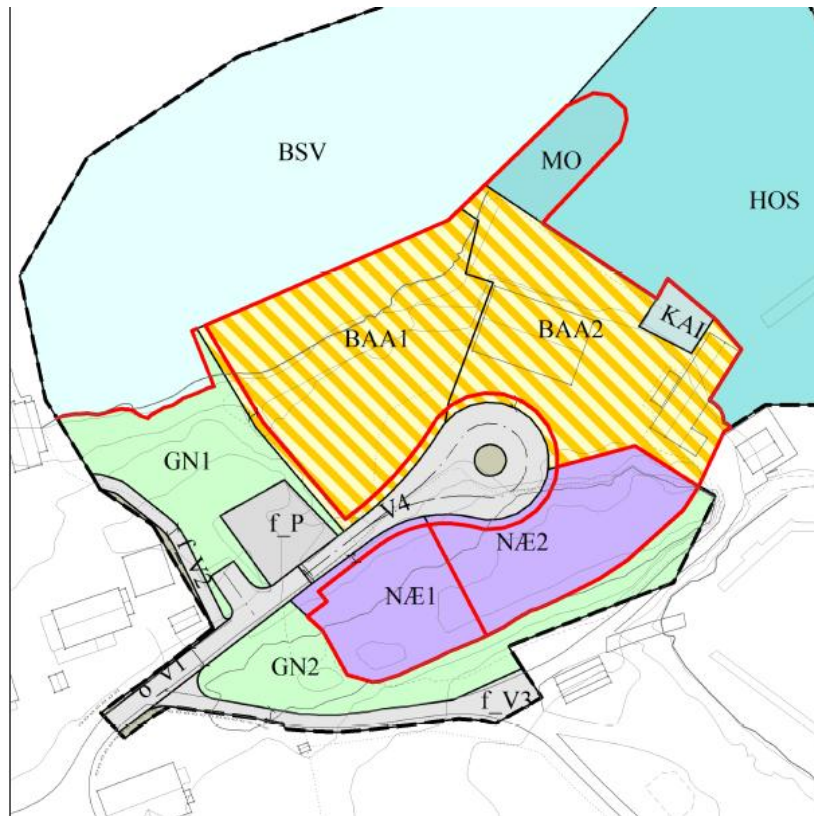 BSV
MO
HOS
KAI
BAA1
BAA2
GN1
f_P
V4
f_V2
NÆ2
NÆ1
GN2
o_V1
f_V3